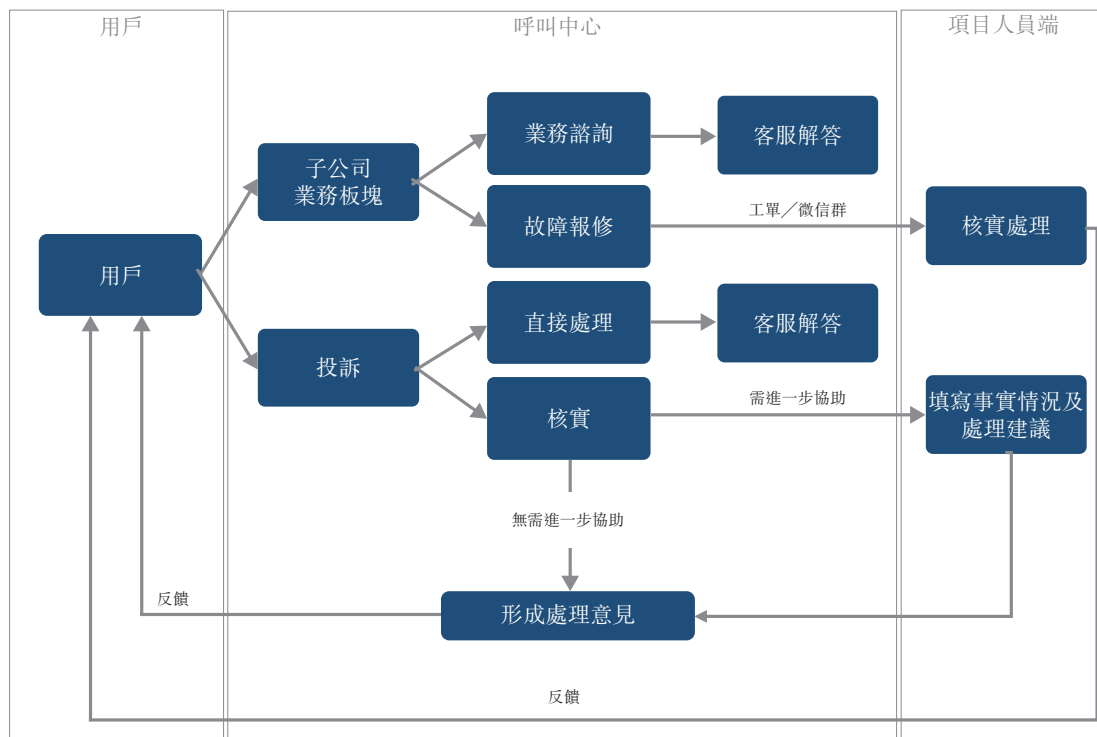 用戶
呼叫中心
項目人員端
業務諮詢
客服解答
子公司
業務板塊
故障報修
工單／微信群
核實處理
用戶
直接處理
客服解答
投訴
核實
需進一步協助
填寫事實情況及
處理建議
無需進一步協助
反饋
形成處理意見
反饋